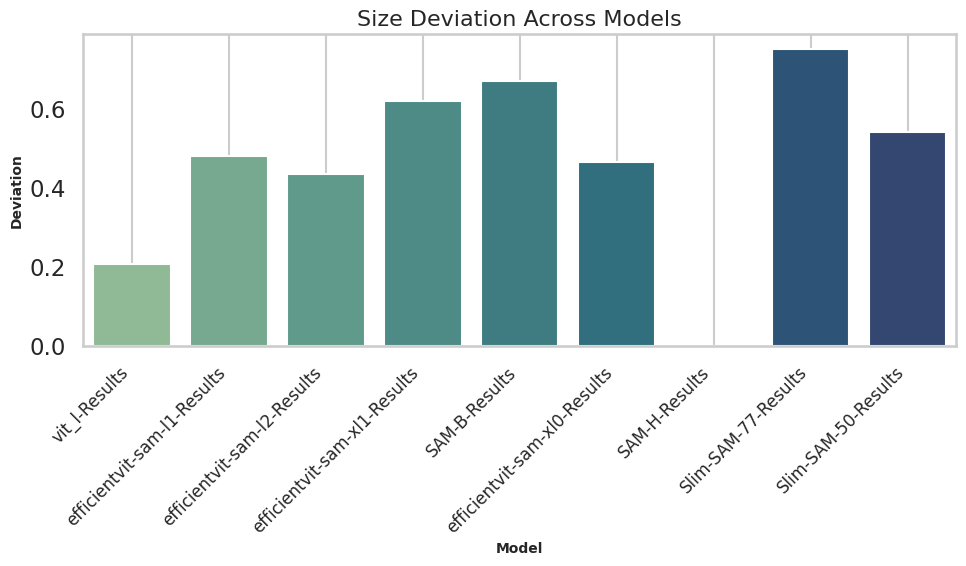 Size Deviation Across Models
Deviation
0.6
0.4
0.2
0.0
vit_l-Results
efficientvit-sam-l1-Results
efficientvit-sam-l2-Results
efficientvit-sam-xl1-Results
SAM-B-Results
efficientvit-sam-xl0-Results
SAM-H-Results
Slim-SAM-77-Results
Slim-SAM-50-Results
Model